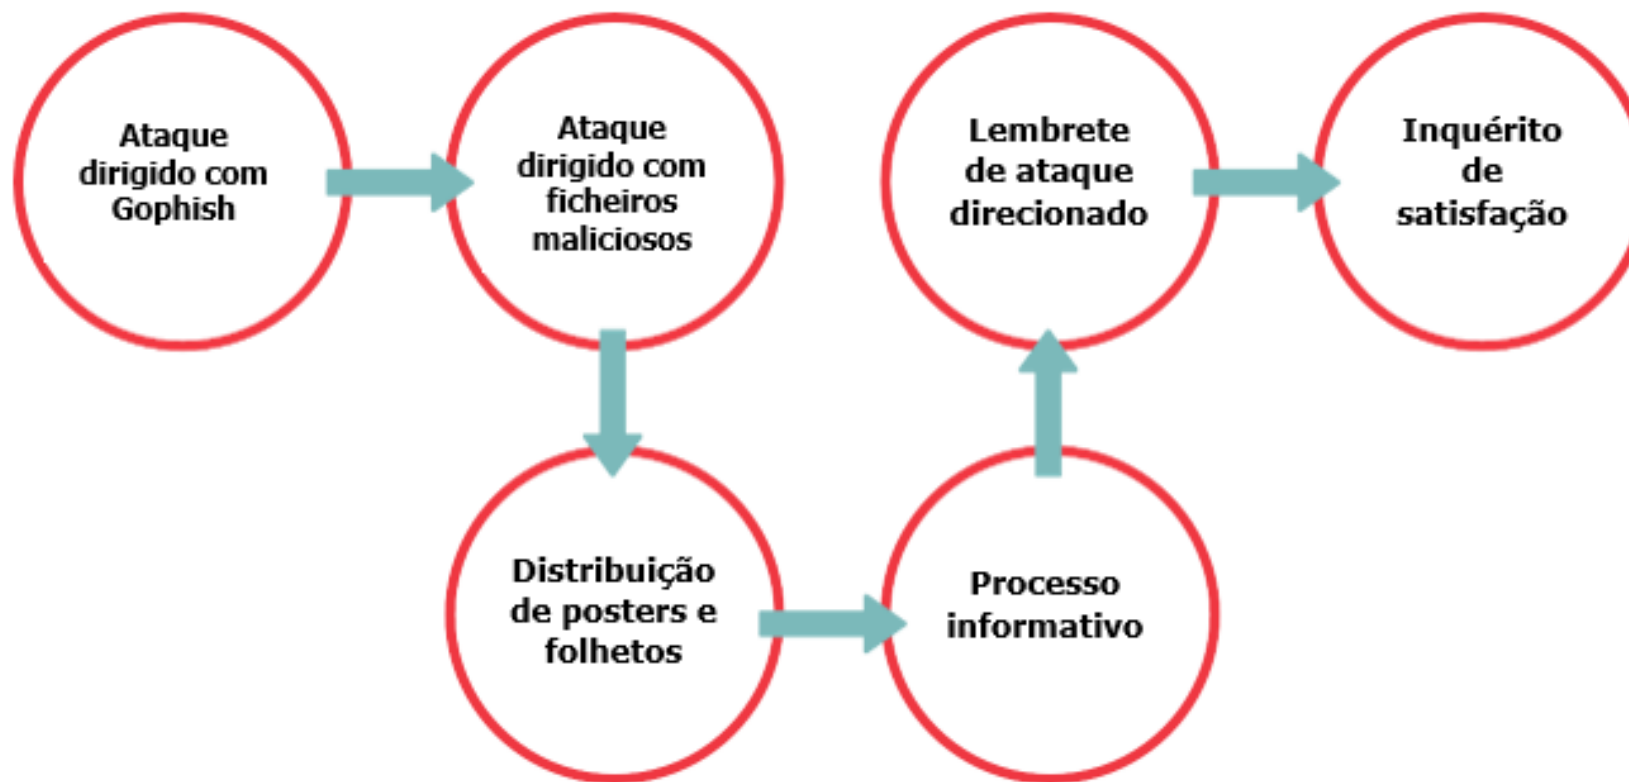 Ataque
dirigido com
Gophish
Ataque
dirigido com
ficheiros
maliciosos
Distribuição
de posters e
folhetos
Processo
informativo
Lembrete
de ataque
direcionado
Inquérito
de
satisfação